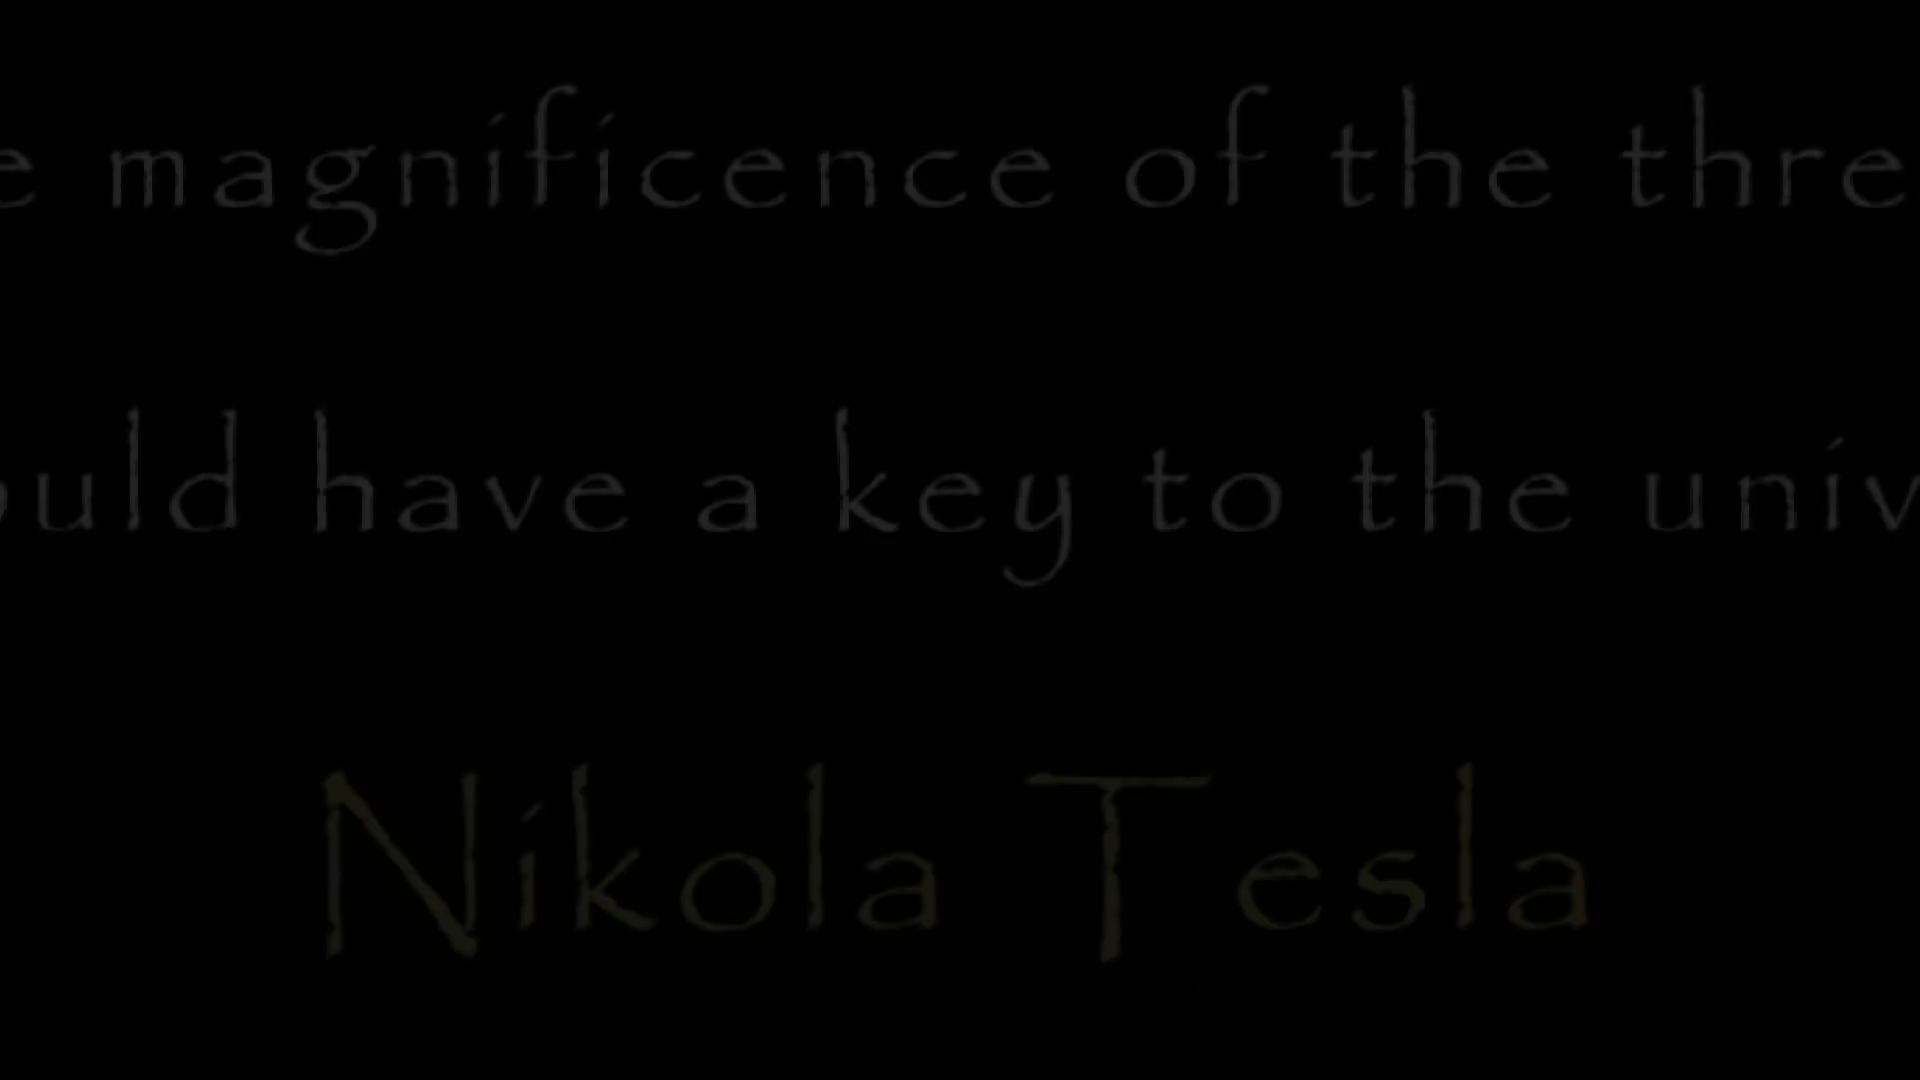 e magnificence of the thre
ould have a key to the univ
Nikola Tesla